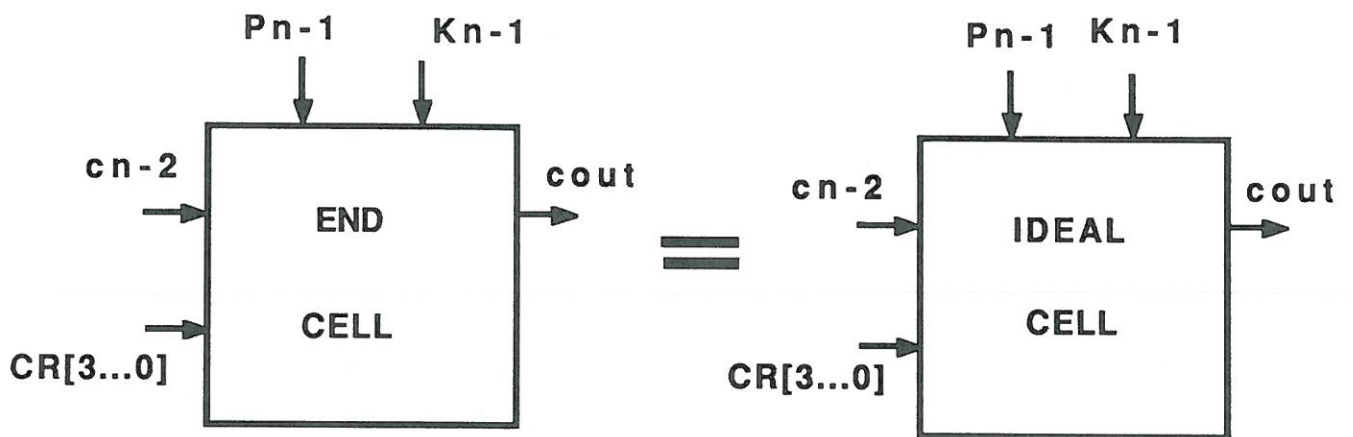 Pn-1 Kn-1
Pn-1 Kn-1
cn-2 cout
cn-2 cout
END
IDEAL
=
CELL
CELL
CR[3...0]
CR[3...0]